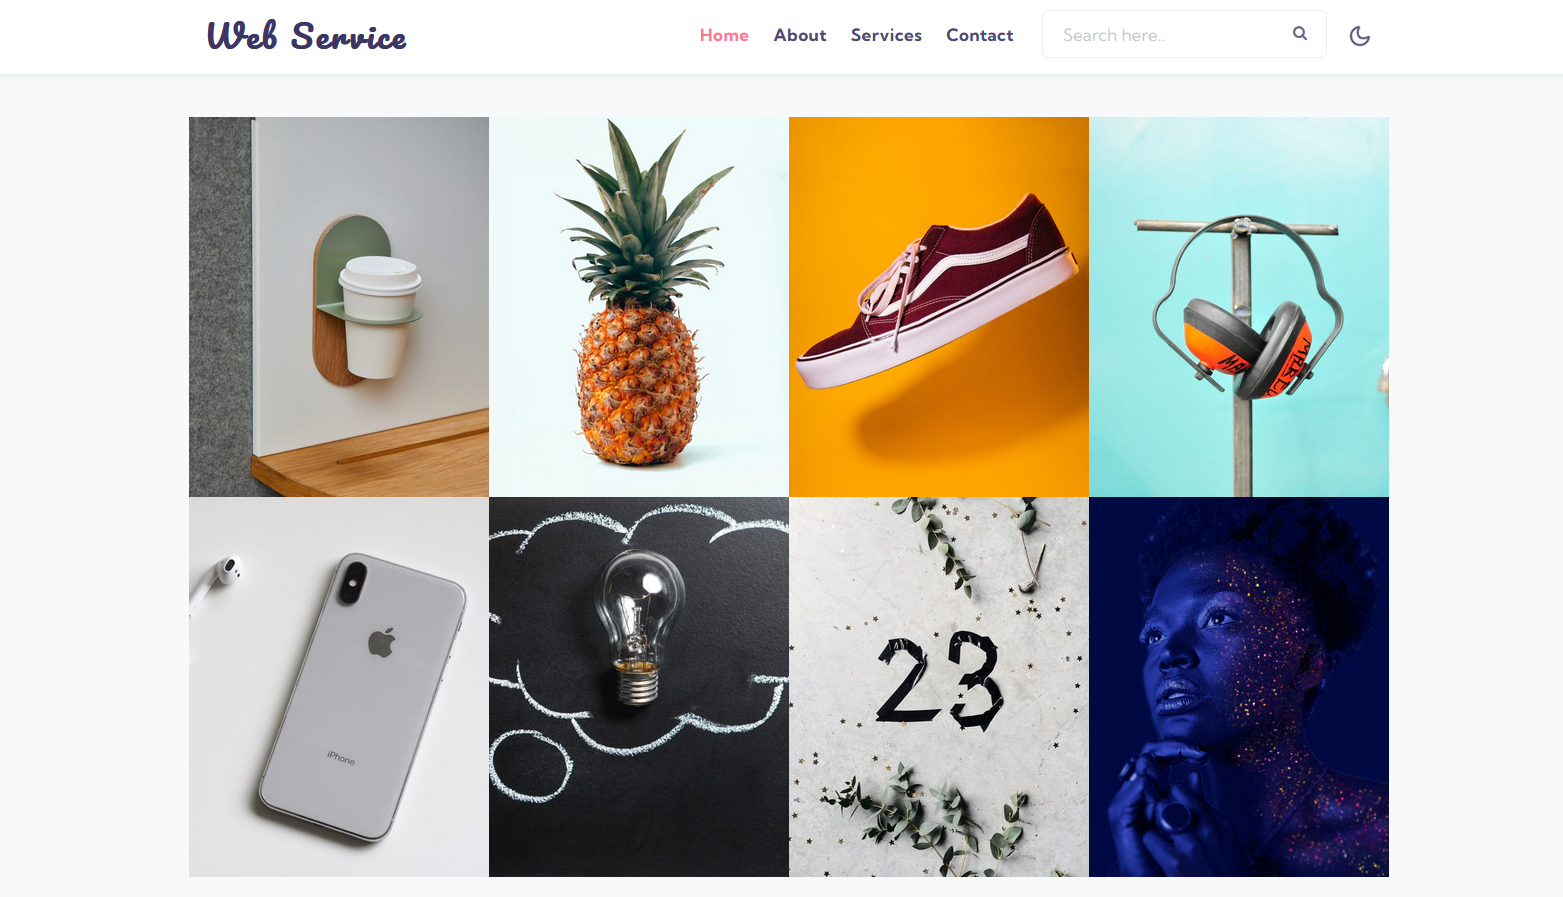 Web Service
Home About Services Contact
Search here..
iPhone
23